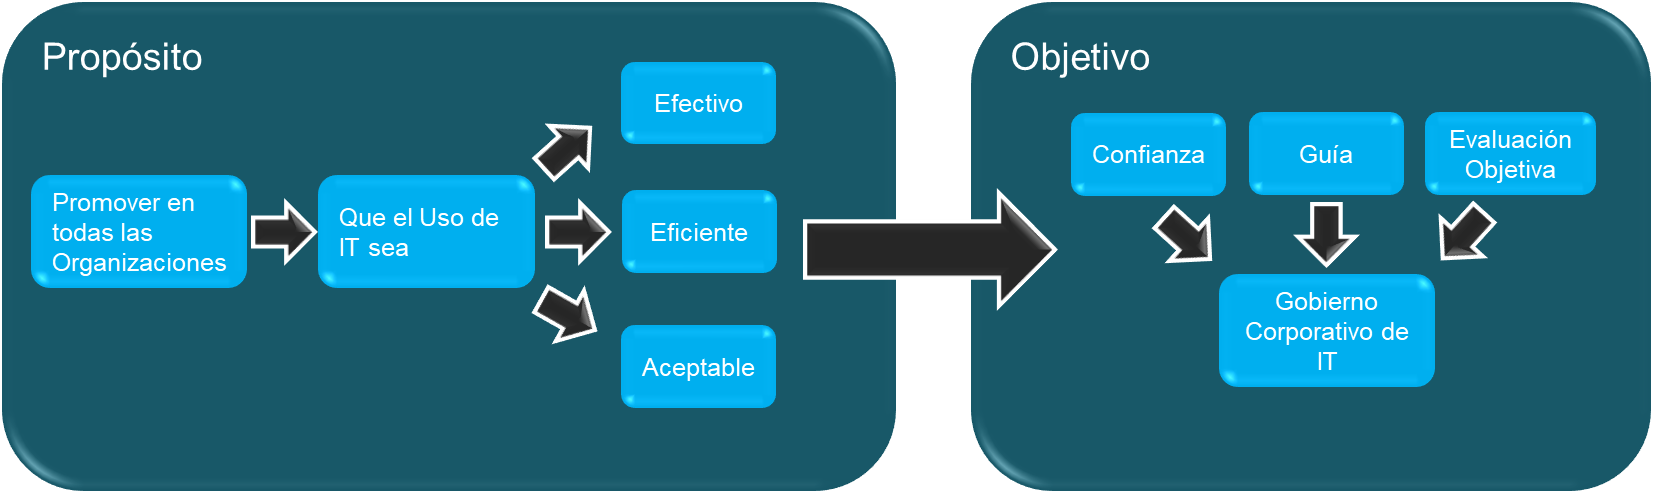 Propósito
Promover en
todas las
Organizaciones
Que el Uso de
IT sea
Efectivo
Eficiente
Aceptable
Objetivo
Confianza
Guía
Evaluación
Objetiva
Gobierno
Corporativo de
IT